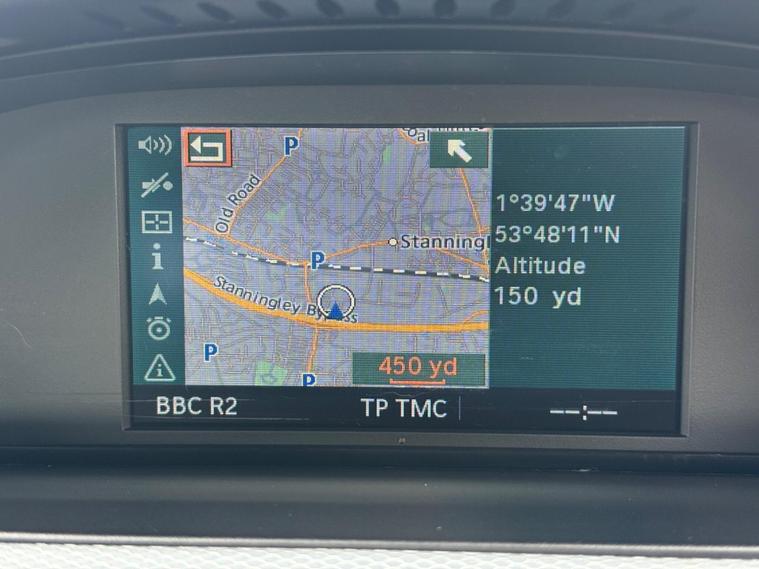 P
Old Road
Stanningl
P
Stanningley By
P
P
450 yd
1°39'47"W
53°48'11"N
Altitude
150 yd
BBC R2
TP TMC
--:--